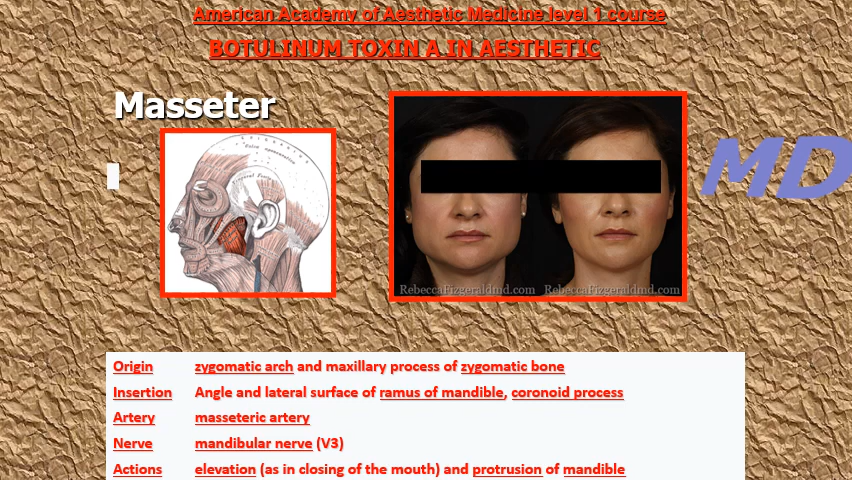 American Academy of Aesthetic Medicine level 1 course
BOTULINUM TOXIN A IN AESTHETIC
Masseter
MD
RebeccaFizgeraldmd.com RebeccaFizgeraldmd.com
Origin zygomatic arch and maxillary process of zygomatic bone
Insertion Angle and lateral surface of ramus of mandible, coronoid process
Artery masseteric artery
Nerve mandibular nerve (V3)
Actions elevation (as in closing of the mouth) and protrusion of mandible